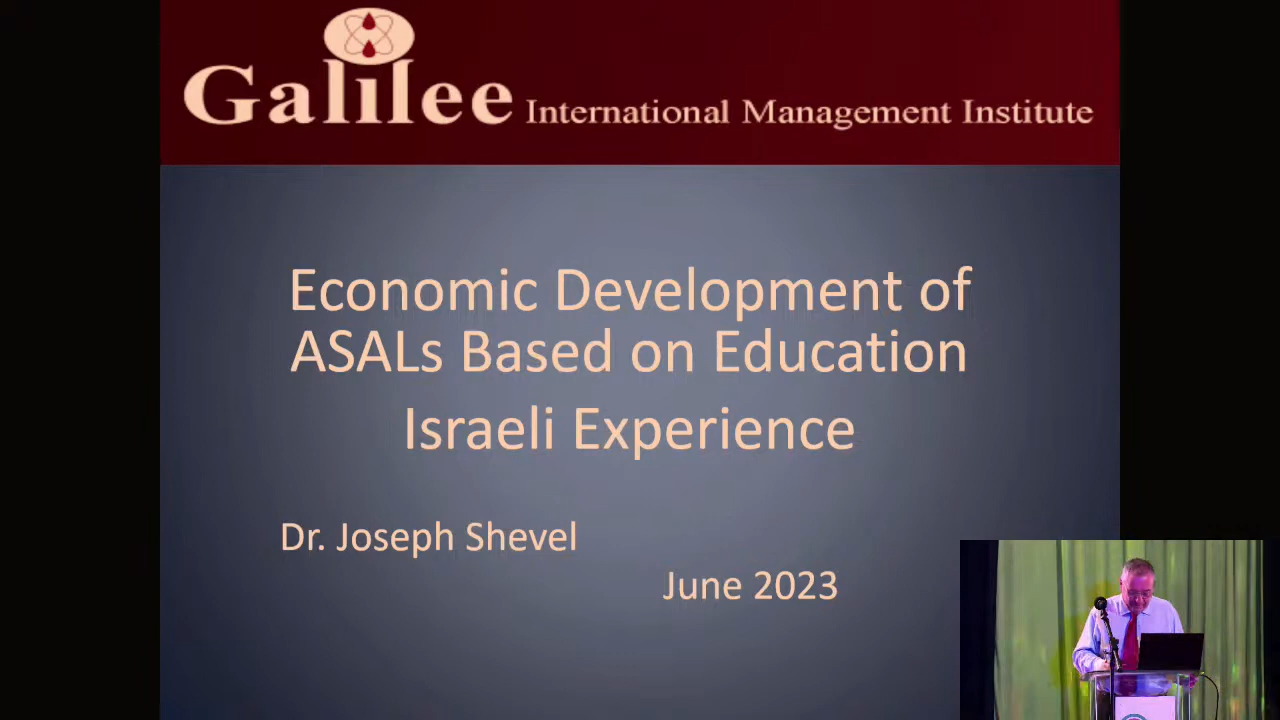 Galilee International Management Institute
Economic Development of
ASALs Based on Education
Israeli Experience
Dr. Joseph Shevel
June 2023